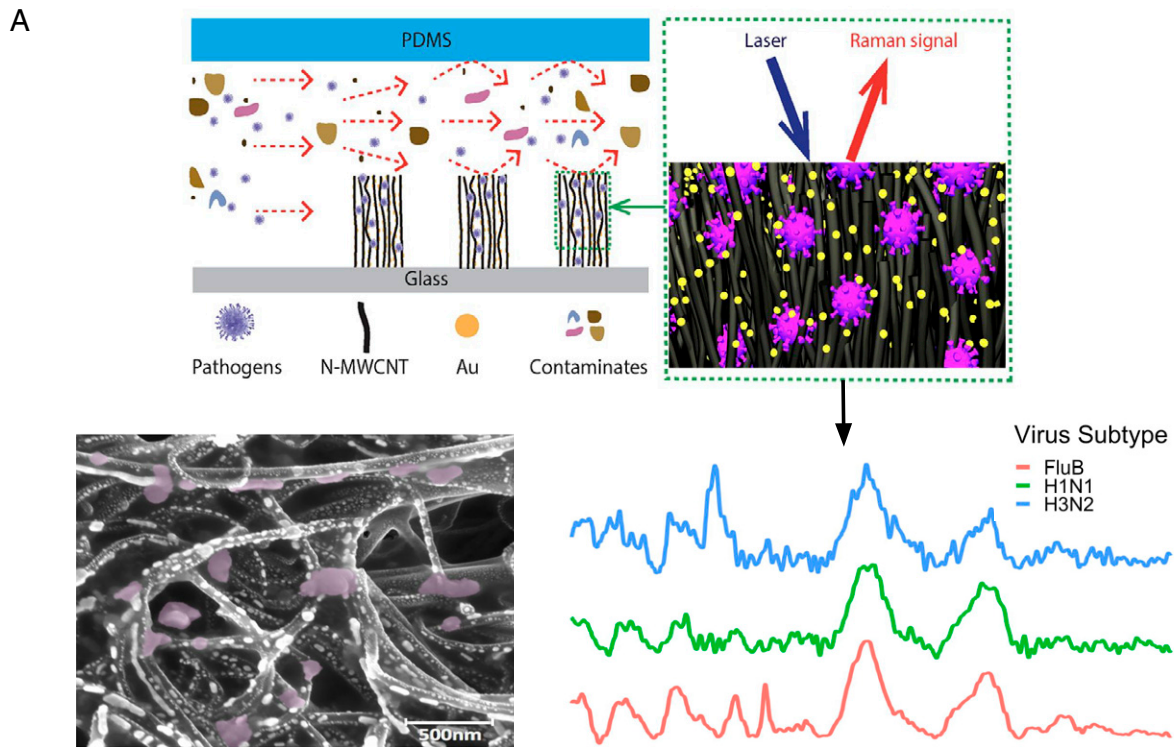 A
PDMS
Glass
Pathogens N-MWCNT Au Contaminates
Laser Raman signal
500nm
Virus Subtype
FluB
H1N1
H3N2